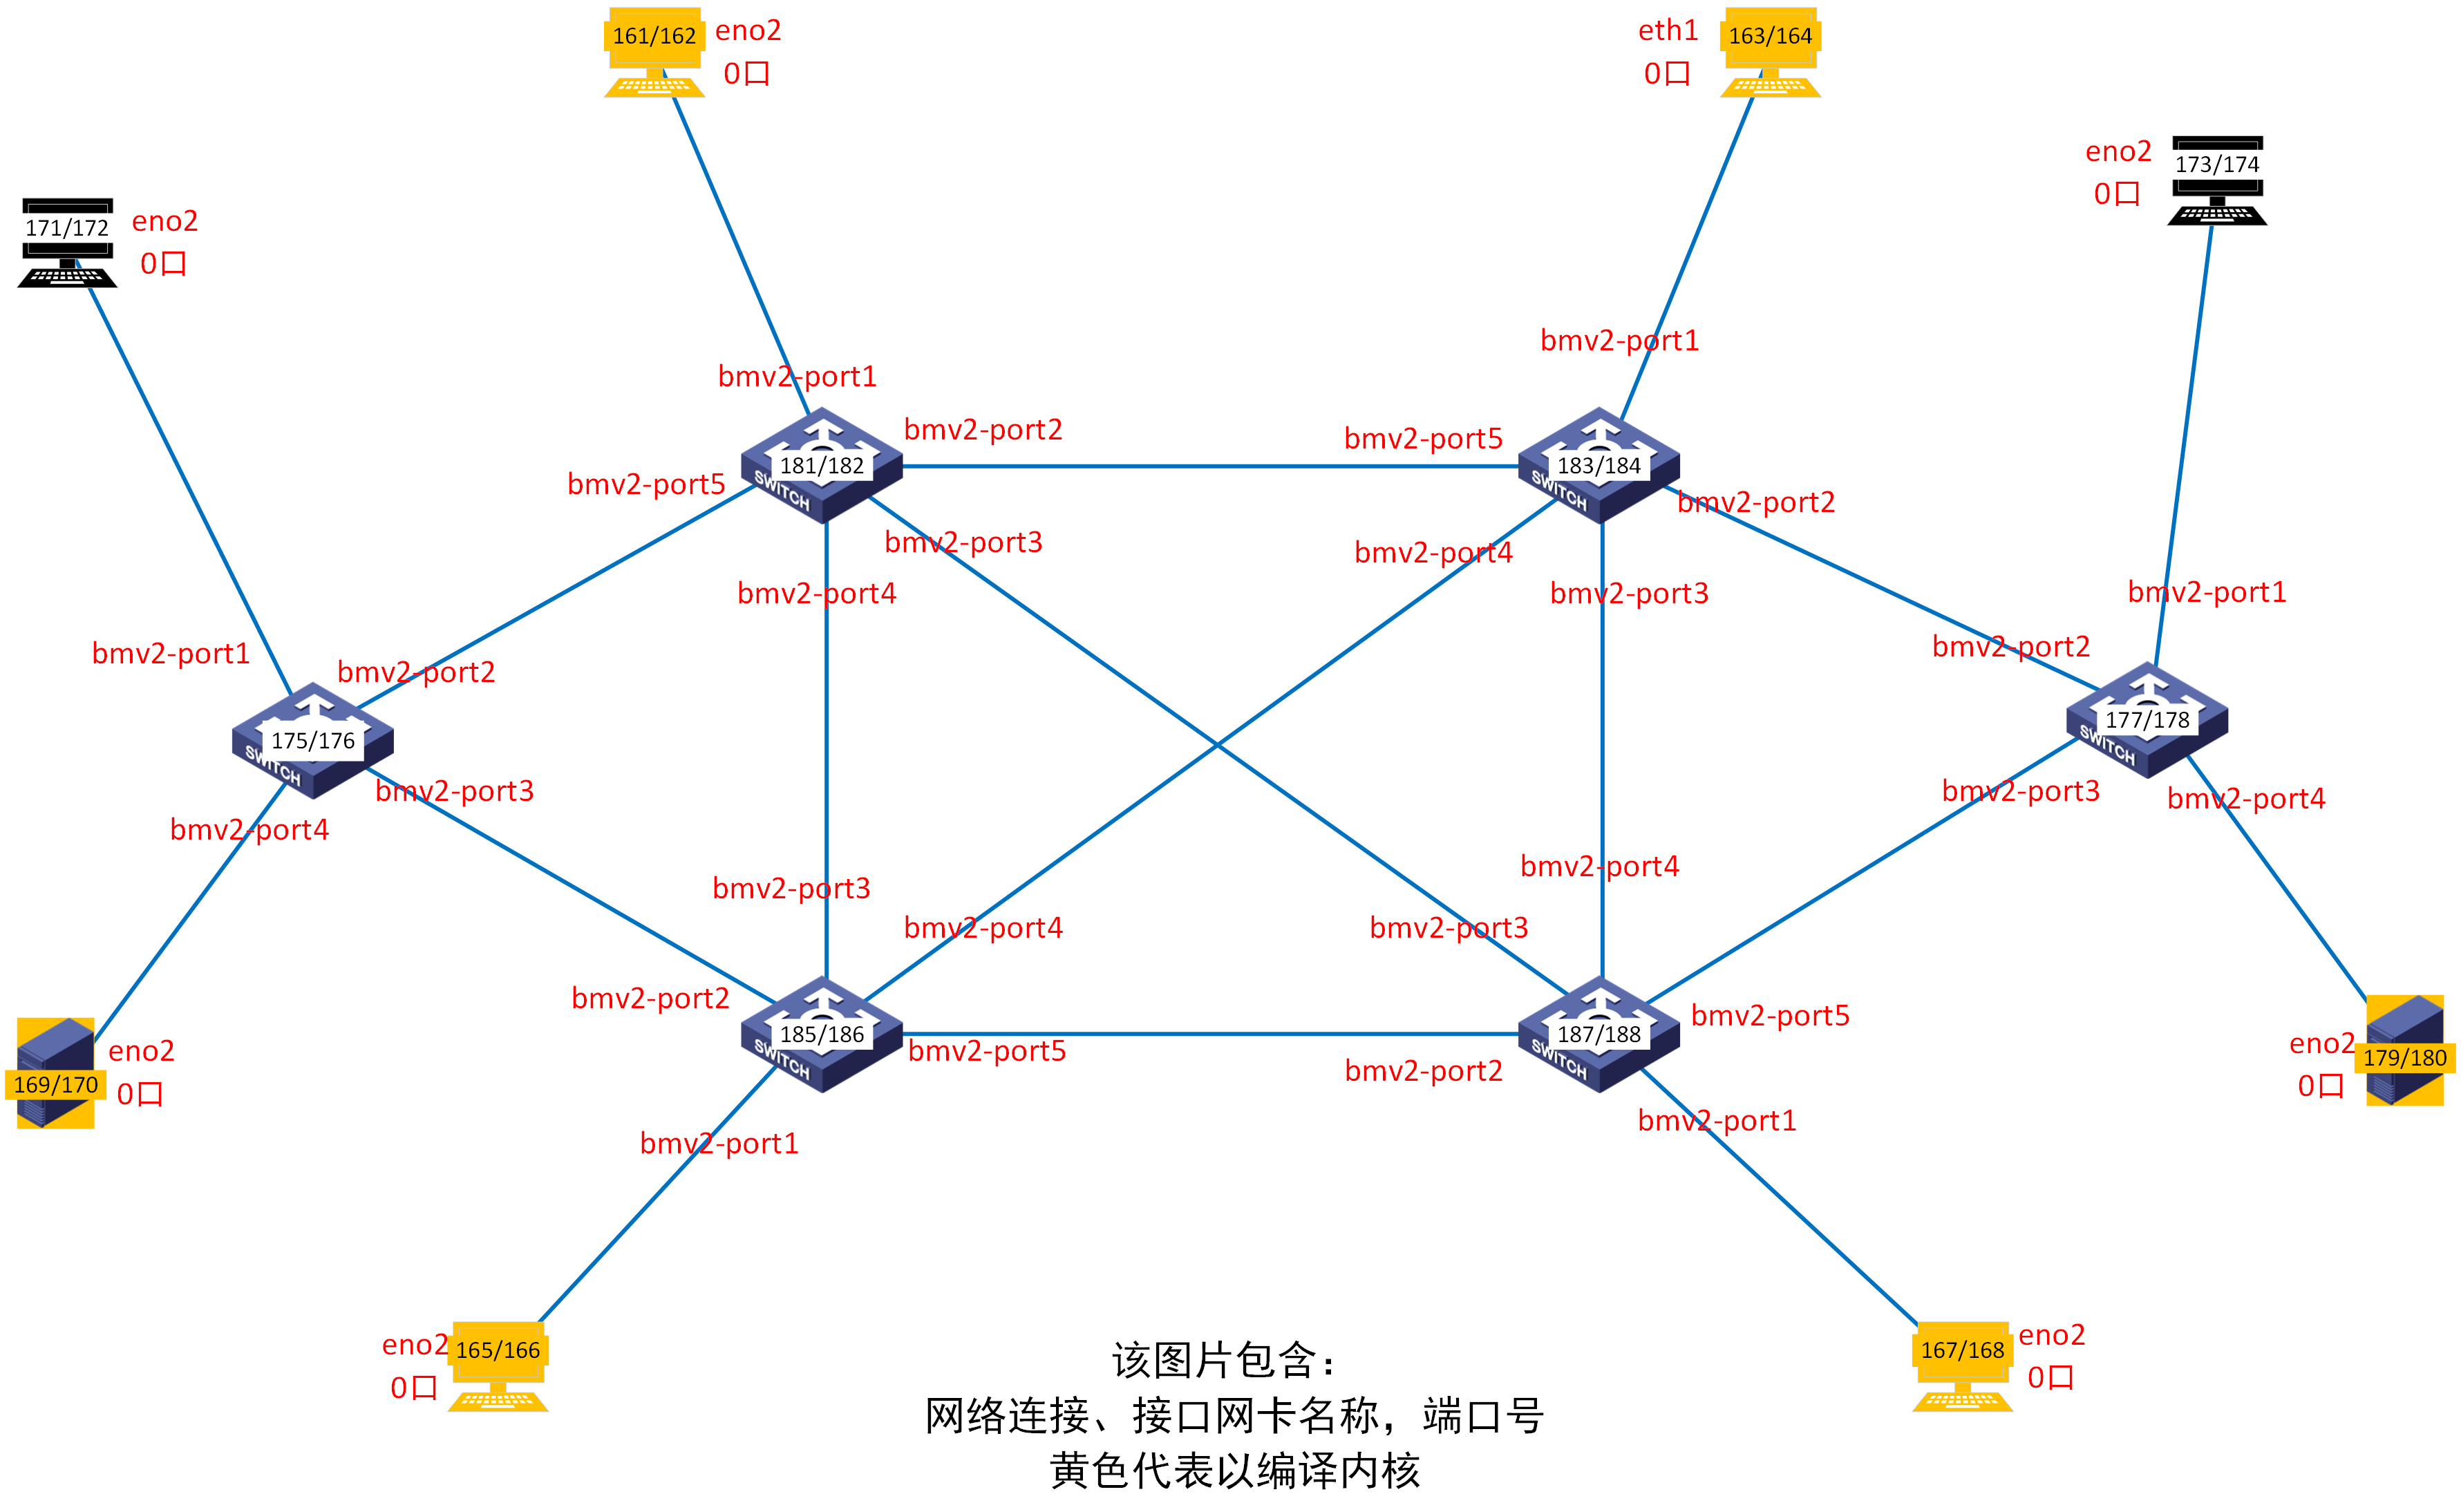 161/162
eno2
0口
eth1
0口
163/164
eno2
0口
173/174
171/172
eno2
0口
bmv2-port1
bmv2-port1
bmv2-port2
bmv2-port5
181/182
SWITCH
183/184
SWITCH
bmv2-port5
bmv2-port2
bmv2-port3
bmv2-port4
bmv2-port4
bmv2-port3
bmv2-port1
bmv2-port1
bmv2-port2
bmv2-port2
175/176
SWITCH
177/178
SWITCH
bmv2-port3
bmv2-port3
bmv2-port4
bmv2-port4
bmv2-port3
bmv2-port4
bmv2-port4
bmv2-port3
bmv2-port2
bmv2-port5
185/186
SWITCH
187/188
SWITCH
bmv2-port5
bmv2-port2
169/170
eno2
0口
eno2
0口
179/180
bmv2-port1
bmv2-port1
eno2
0口
165/166
167/168
eno2
0口
该图片包含：
网络连接、接口网卡名称，端口号
黄色代表以编译内核